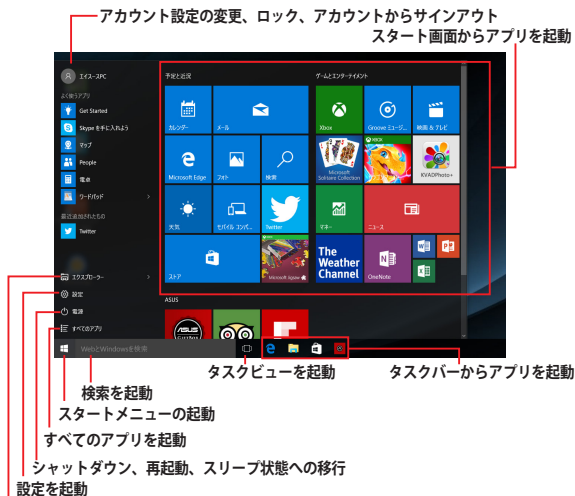 アカウント設定の変更、ロック、アカウントからサインアウト
スタート画面からアプリを起動
エイスーズPC
よく使うアプリ
Get Started
Skype を手に入れよう
マップ
People
電卓
ワードパッド
最近追加されたもの
Twitter
エクスプローラー
設定
電源
すべてのアプリ
WebとWindowsを検索
予定と近況
カレンダー
メール
Microsoft Edge
フォト
検索
天気
モバイル コンパ...
Twitter
ストア
Microsoft Jigsaw
ゲームとエンターテイメント
Xbox
Groove ミュージ...
映画 & テレビ
Microsoft
Solitaire Collection
XBOX
KVADPhoto+
マネー
ニュース
The
Weather
Channel
OneNote
ASUS
タスクビューを起動
タスクバーからアプリを起動
検索を起動
スタートメニューの起動
すべてのアプリを起動
シャットダウン、再起動、スリープ状態への移行
設定を起動